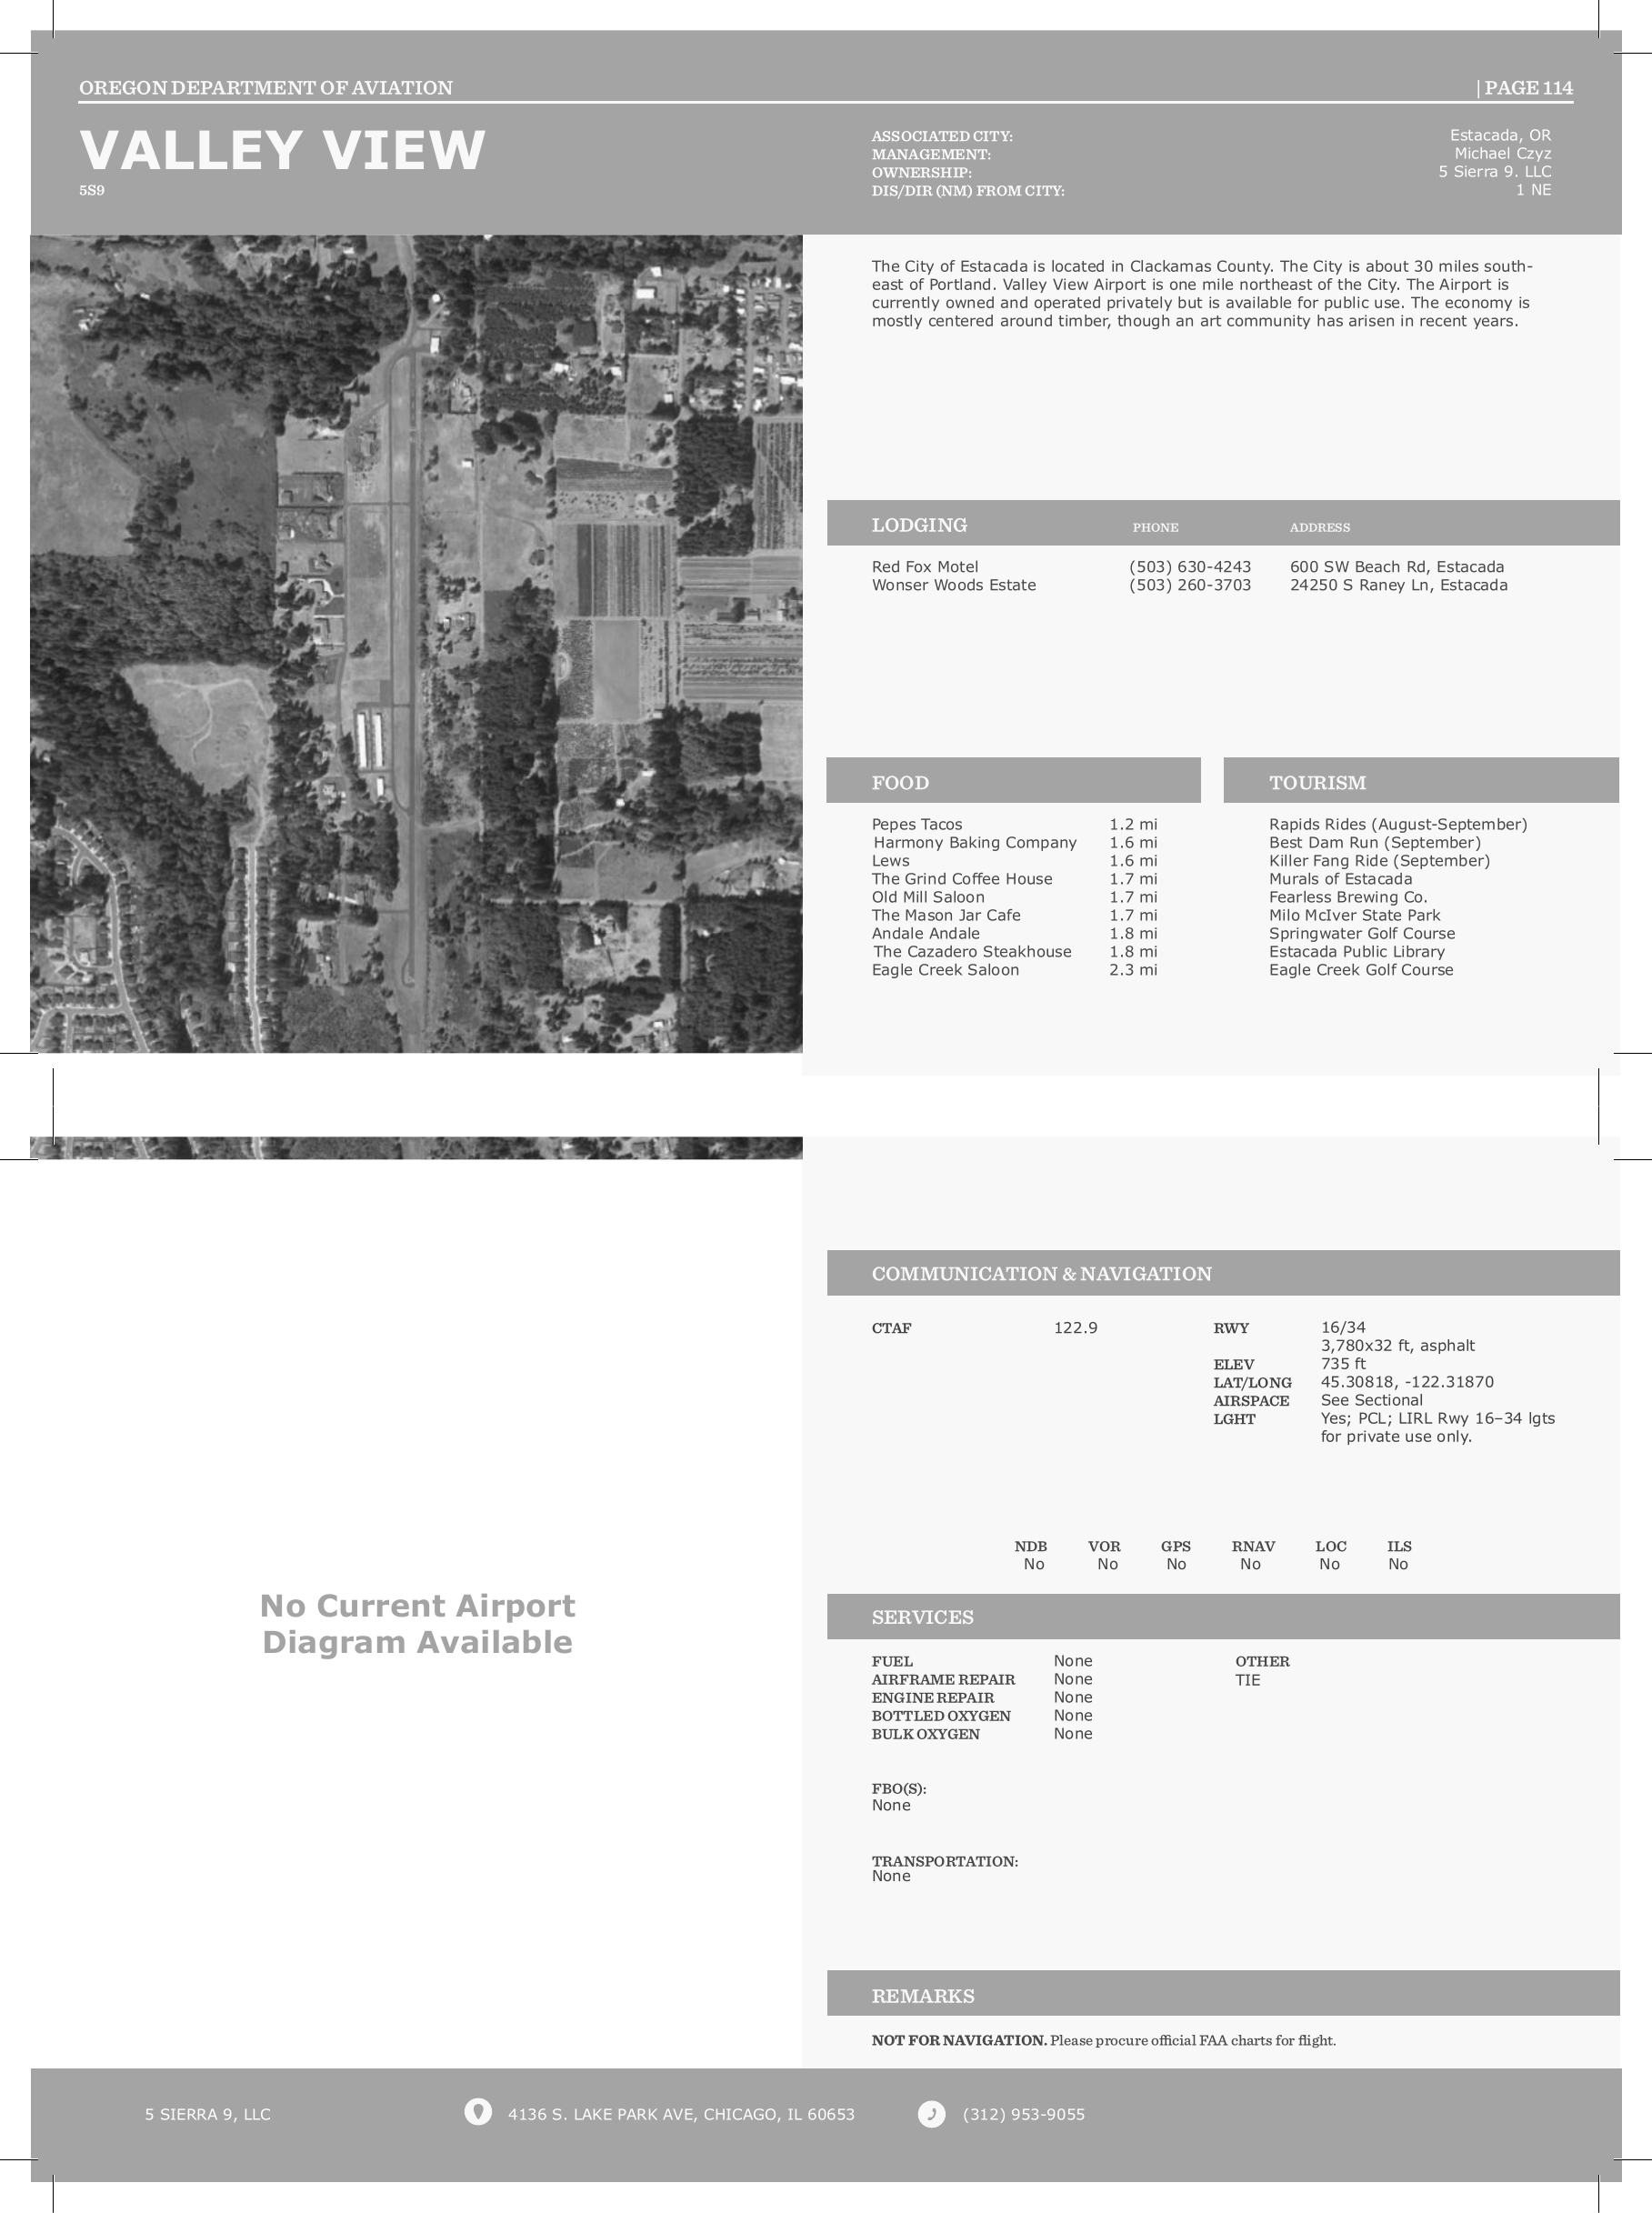 OREGON DEPARTMENT OF AVIATION | PAGE 114
VALLEY VIEW
5S9
ASSOCIATED CITY: Estacada, OR
MANAGEMENT: Michael Czyz
OWNERSHIP: 5 Sierra 9. LLC
DIS/DIR (NM) FROM CITY: 1 NE
The City of Estacada is located in Clackamas County. The City is about 30 miles south-
east of Portland. Valley View Airport is one mile northeast of the City. The Airport is
currently owned and operated privately but is available for public use. The economy is
mostly centered around timber, though an art community has arisen in recent years.
LODGING PHONE ADDRESS
Red Fox Motel (503) 630-4243 600 SW Beach Rd, Estacada
Wonser Woods Estate (503) 260-3703 24250 S Raney Ln, Estacada
FOOD
Pepes Tacos 1.2 mi
Harmony Baking Company 1.6 mi
Lews 1.6 mi
The Grind Coffee House 1.7 mi
Old Mill Saloon 1.7 mi
The Mason Jar Cafe 1.7 mi
Andale Andale 1.8 mi
The Cazadero Steakhouse 1.8 mi
Eagle Creek Saloon 2.3 mi
TOURISM
Rapids Rides (August-September)
Best Dam Run (September)
Killer Fang Ride (September)
Murals of Estacada
Fearless Brewing Co.
Milo McIver State Park
Springwater Golf Course
Estacada Public Library
Eagle Creek Golf Course
No Current Airport
Diagram Available
COMMUNICATION & NAVIGATION
CTAF 122.9
RWY 16/34
3,780x32 ft, asphalt
ELEV 735 ft
LAT/LONG 45.30818, -122.31870
AIRSPACE See Sectional
LGHT Yes; PCL; LIRL Rwy 16–34 lgts
for private use only.
NDB VOR GPS RNAV LOC ILS
No No No No No No
SERVICES
FUEL None
AIRFRAME REPAIR None
ENGINE REPAIR None
BOTTLED OXYGEN None
BULK OXYGEN None
OTHER
TIE
FBO(S):
None
TRANSPORTATION:
None
REMARKS
NOT FOR NAVIGATION. Please procure official FAA charts for flight.
5 SIERRA 9, LLC 4136 S. LAKE PARK AVE, CHICAGO, IL 60653 (312) 953-9055